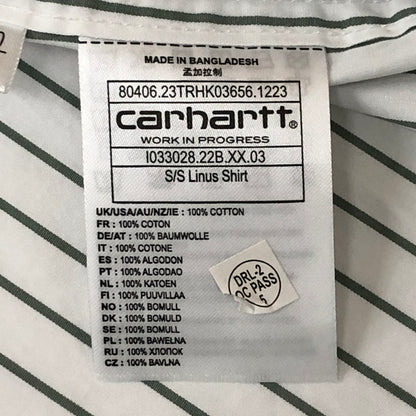 MADE IN BANGLADESH
孟加拉制
80406.23TRHK03656.1223
carhartt®
WORK IN PROGRESS
I033028.22B.XX.03
S/S Linus Shirt
UK/USA/AU/NZ/IE : 100% COTTON
FR : 100% COTON
DE/AT : 100% BAUMWOLLE
IT : 100% COTONE
ES : 100% ALGODON
PT : 100% ALGODAO
NL : 100% KATOEN
FI : 100% PUUVILLAA
NO : 100% BOMULL
DK : 100% BOMULD
SE : 100% BOMULL
PL : 100% BAWEŁNA
RU : 100% ХЛОПОК
CZ : 100% BAVLNA
DRL-2
QC PASS
5